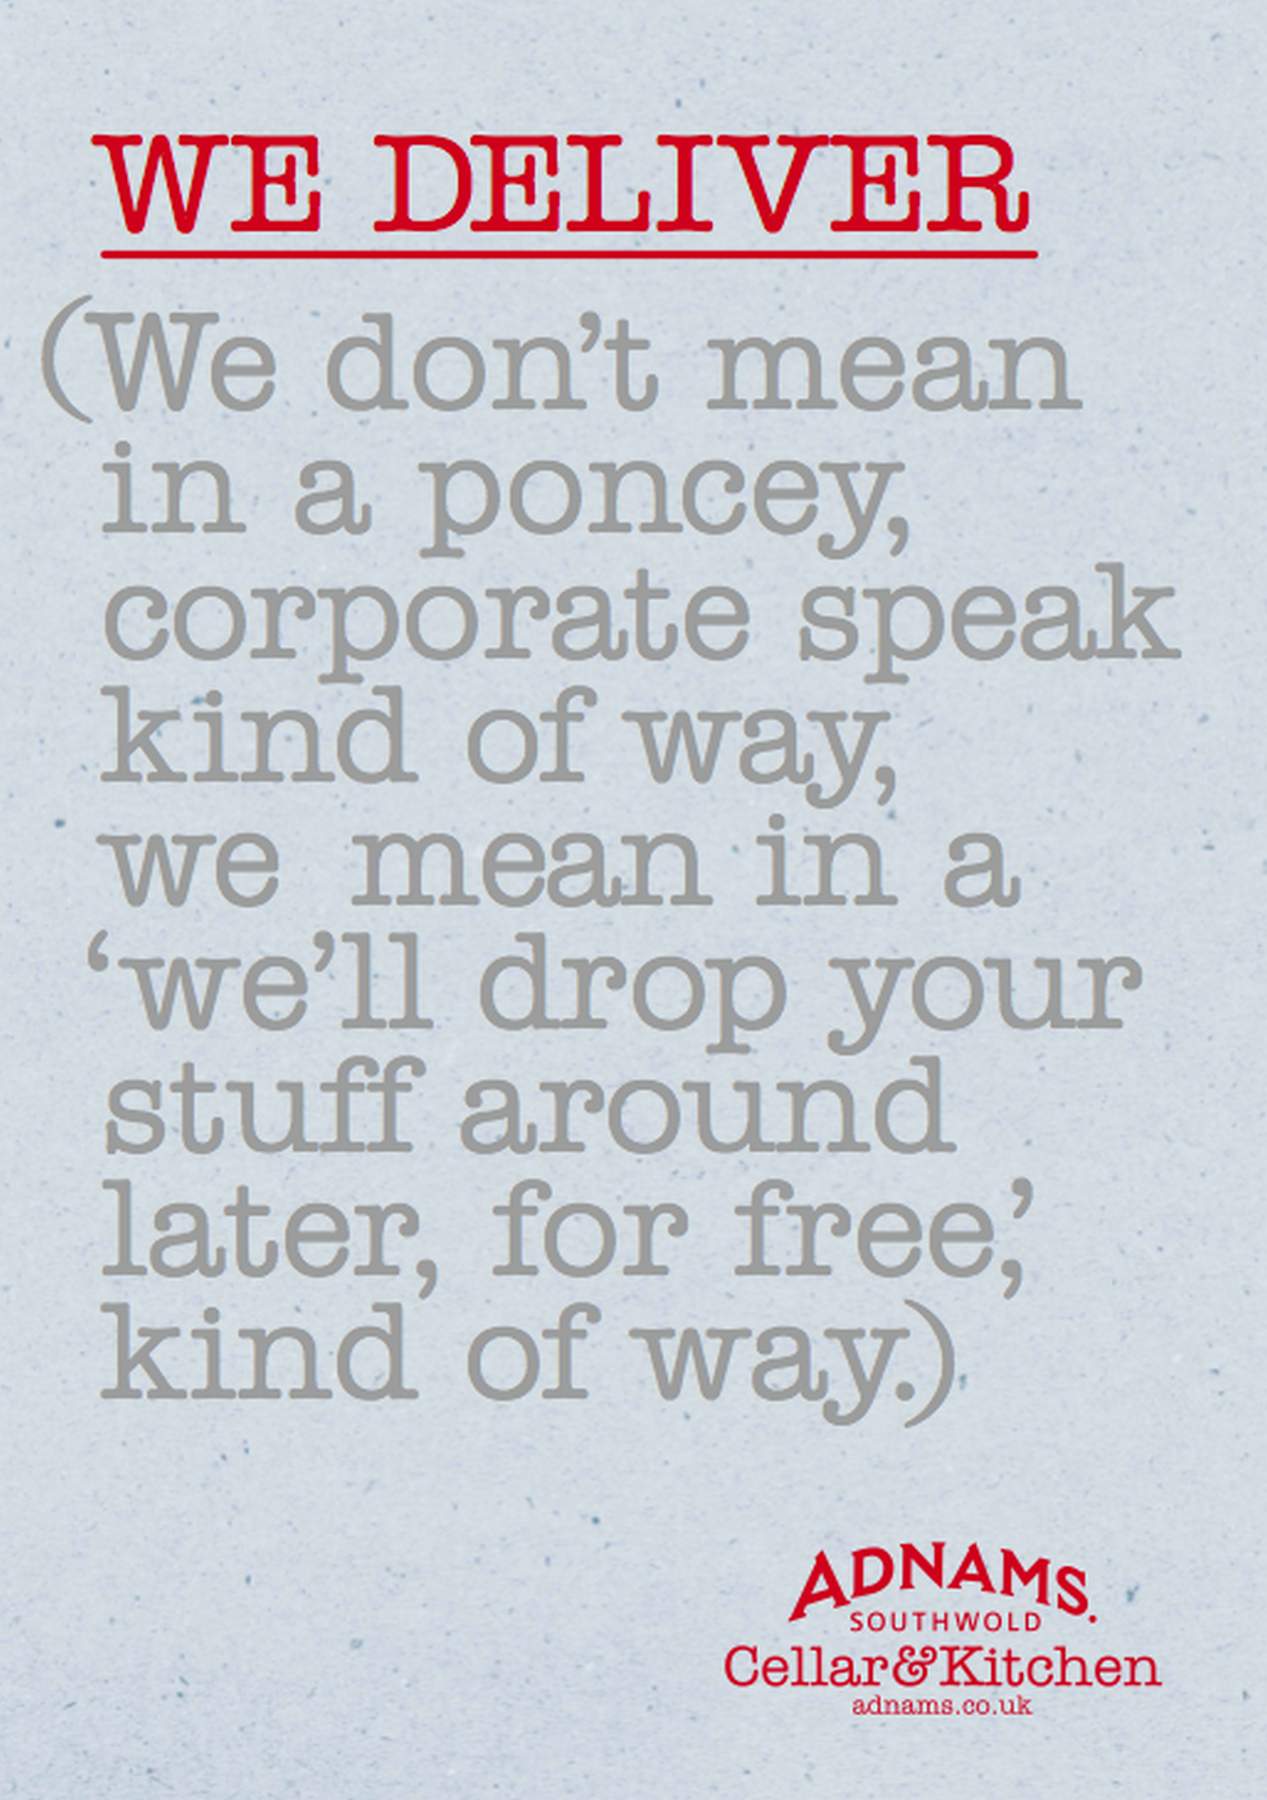 WE DELIVER
(We don’t mean
in a poncey,
corporate speak
kind of way,
we mean in a
‘we’ll drop your
stuff around
later, for free,’
kind of way.)
ADNAMS.
SOUTHWOLD
Cellar&Kitchen
adnams.co.uk